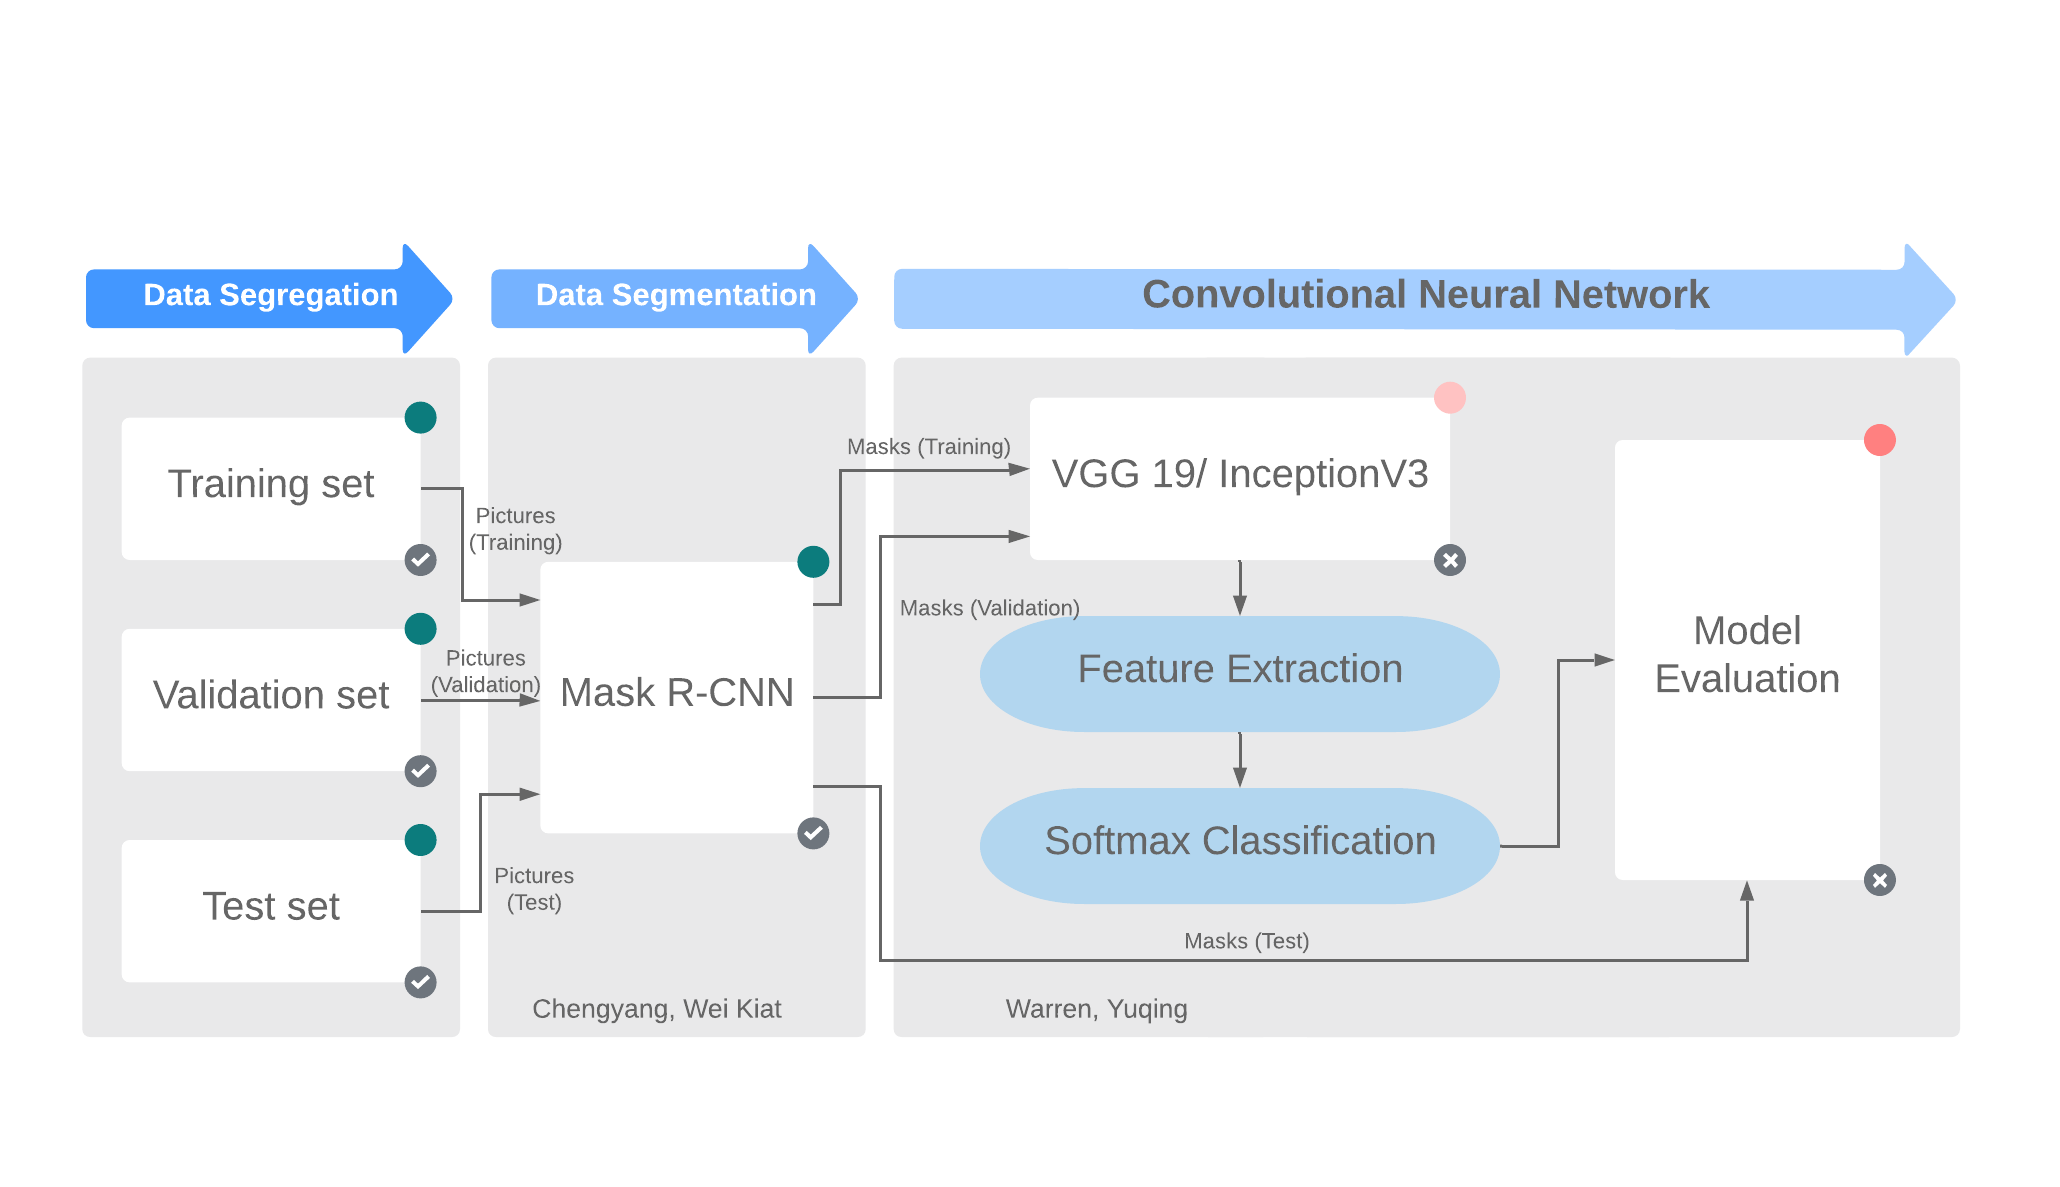 Data Segregation
Data Segmentation
Convolutional Neural Network
Training set
Validation set
Test set
Pictures
(Training)
Pictures
(Validation)
Pictures
(Test)
Mask R-CNN
Chengyang, Wei Kiat
Masks (Training)
Masks (Validation)
VGG 19/ InceptionV3
Feature Extraction
Softmax Classification
Masks (Test)
Model
Evaluation
Warren, Yuqing